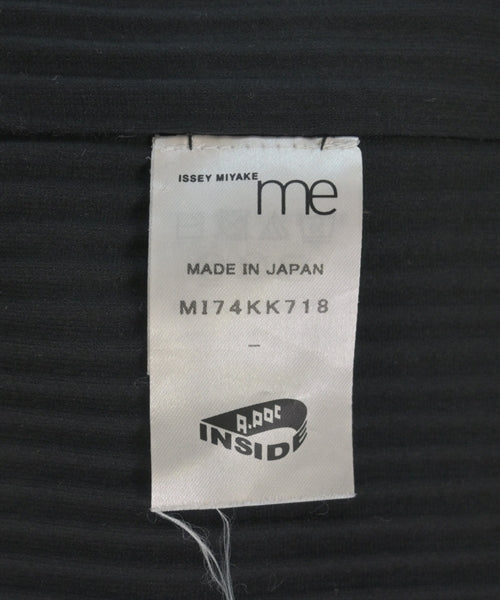 ISSEY MIYAKE
me
MADE IN JAPAN
MI74KK718
–
A.POC
INSIDE